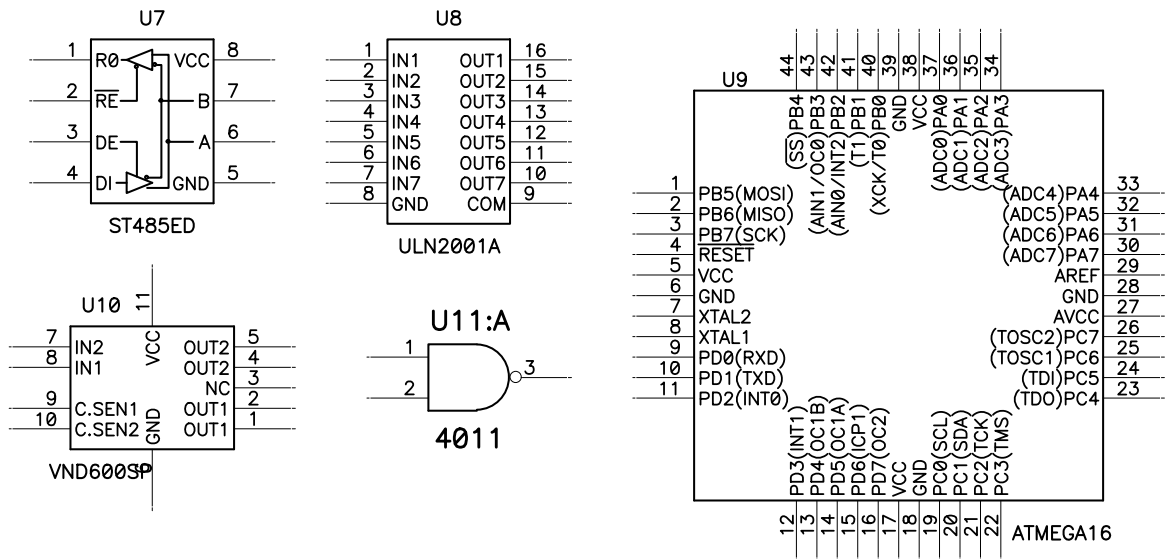 U7
1 RØ VCC 8
2 RE B 7
3 DE A 6
4 DI GND 5
ST485ED
U8
1 IN1 OUT1 16
2 IN2 OUT2 15
3 IN3 OUT3 14
4 IN4 OUT4 13
5 IN5 OUT5 12
6 IN6 OUT6 11
7 IN7 OUT7 10
8 GND COM 9
ULN2001A
U10
11 VCC
7 IN2 OUT2 5
8 IN1 OUT2 4
NC 3
9 C.SEN1 OUT1 2
10 C.SEN2 OUT1 1
GND
VND600SP
U11:A
1
2
3
4011
U9
44 (SS)PB4
43 (AIN1/OC0)PB3
42 (AIN0/INT2)PB2
41 (T1)PB1
40 (XCK/T0)PB0
39 GND
38 VCC
37 (ADC0)PA0
36 (ADC1)PA1
35 (ADC2)PA2
34 (ADC3)PA3
1 PB5(MOSI) (ADC4)PA4 33
2 PB6(MISO) (ADC5)PA5 32
3 PB7(SCK) (ADC6)PA6 31
4 RESET (ADC7)PA7 30
5 VCC AREF 29
6 GND GND 28
7 XTAL2 AVCC 27
8 XTAL1 (TOSC2)PC7 26
9 PD0(RXD) (TOSC1)PC6 25
10 PD1(TXD) (TDI)PC5 24
11 PD2(INT0) (TDO)PC4 23
12 PD3(INT1)
13 PD4(OC1B)
14 PD5(OC1A)
15 PD6(ICP1)
16 PD7(OC2)
17 VCC
18 GND
19 PC0(SCL)
20 PC1(SDA)
21 PC2(TCK)
22 PC3(TMS)
ATMEGA16